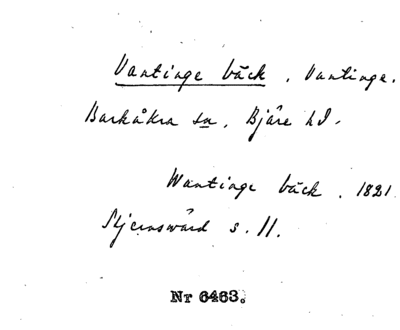 Vantinge bäck. Vantinge.
Barkåkra sn. Bjäre hd.
Wantinge bäck. 1821
Stjernswärd s. 11.
Nr 6463.